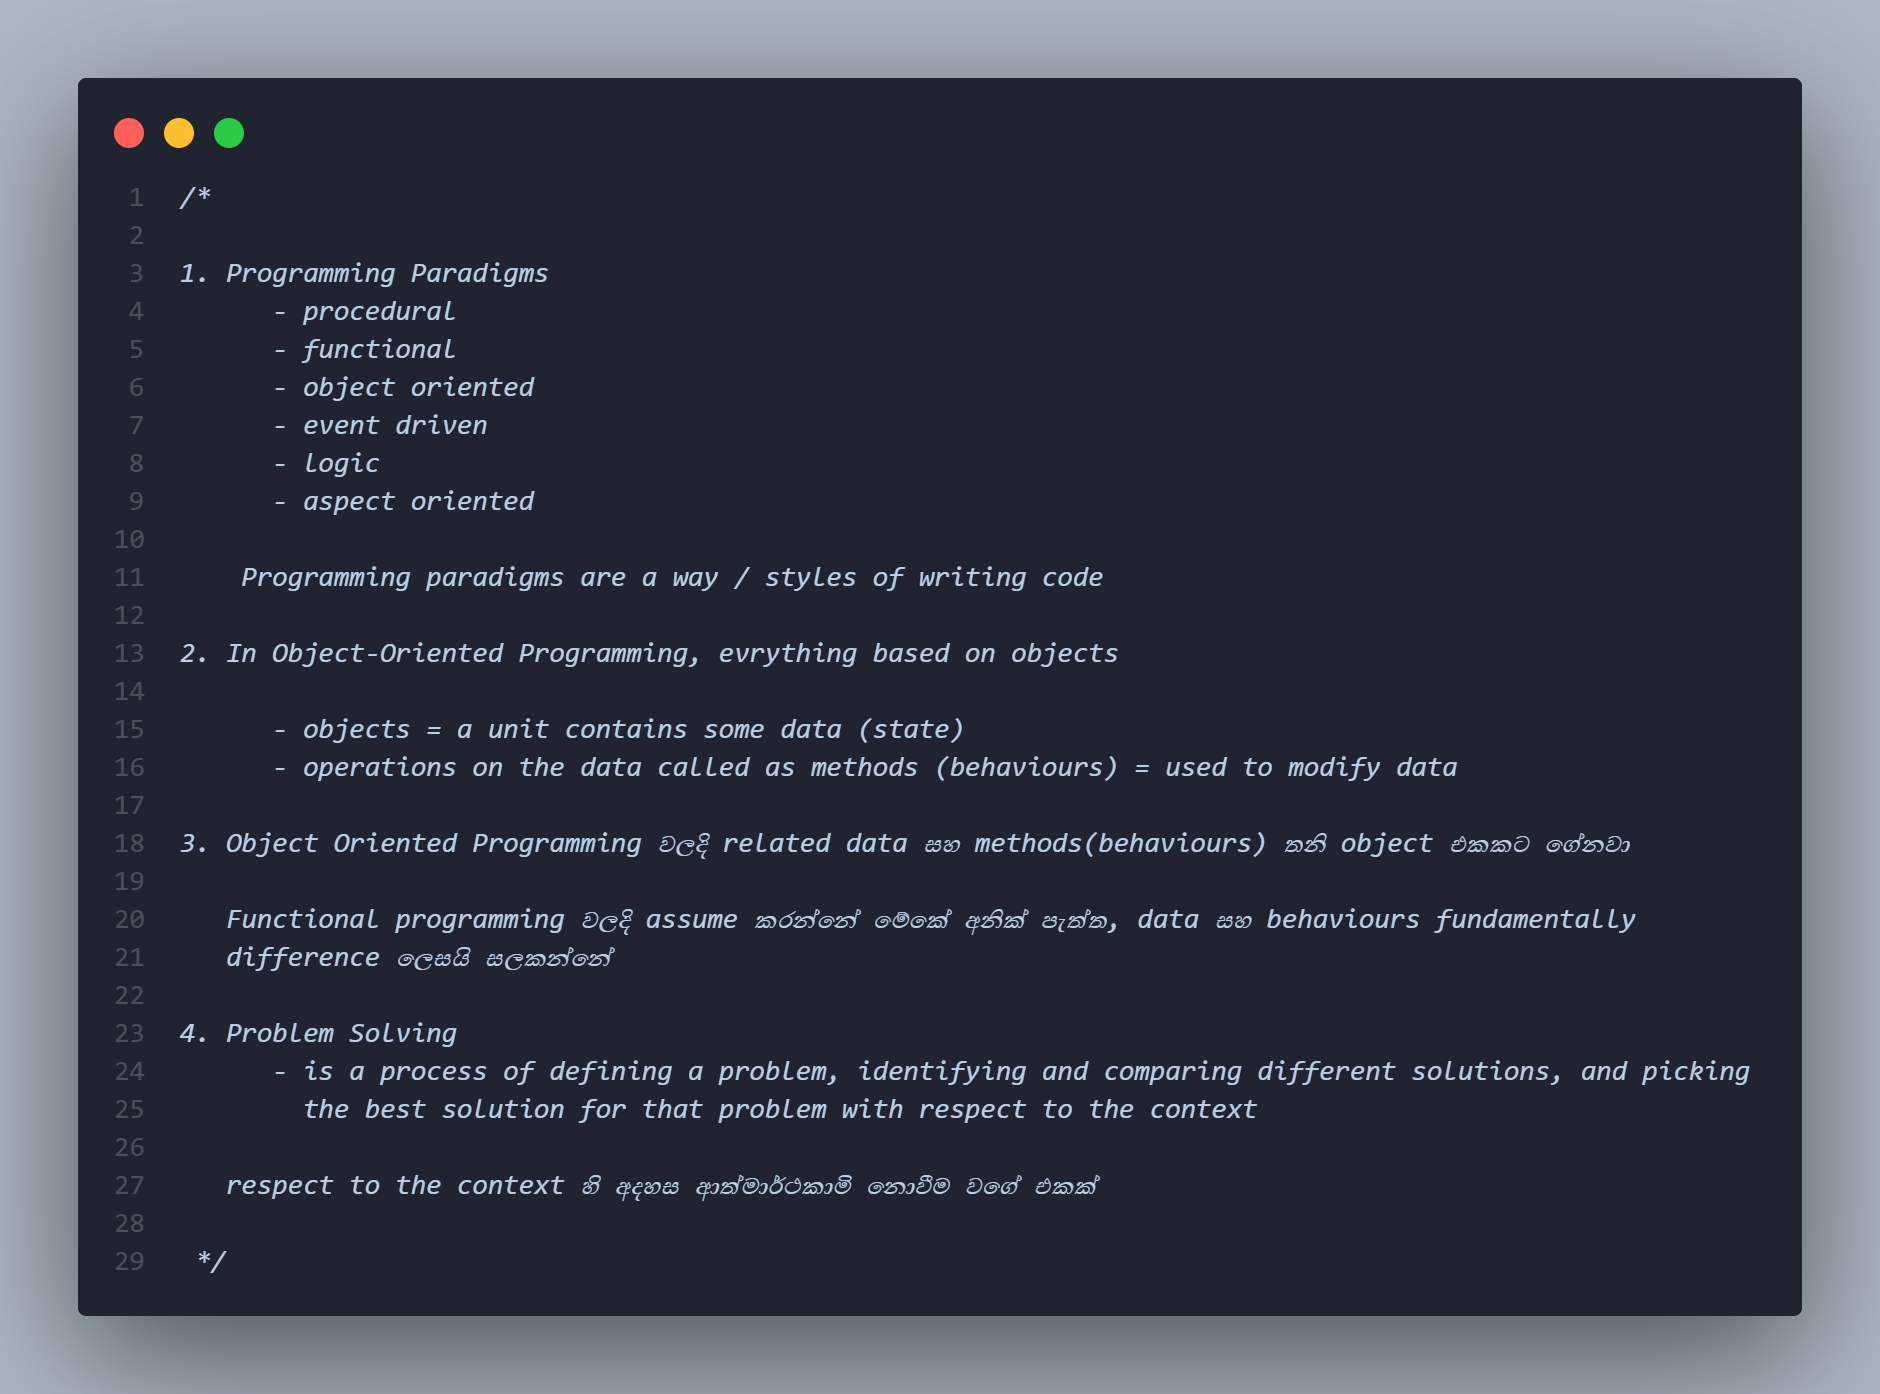 1 /*
2
3 1. Programming Paradigms
4 - procedural
5 - functional
6 - object oriented
7 - event driven
8 - logic
9 - aspect oriented
10
11 Programming paradigms are a way / styles of writing code
12
13 2. In Object-Oriented Programming, evrything based on objects
14
15 - objects = a unit contains some data (state)
16 - operations on the data called as methods (behaviours) = used to modify data
17
18 3. Object Oriented Programming වලදි related data සහ methods(behaviours) තනි object එකකට ගේනවා
19
20 Functional programming වලදි assume කරන්නේ මේකේ අනික් පැත්ත, data සහ behaviours fundamentally
21 difference ලෙසයි සලකන්නේ
22
23 4. Problem Solving
24 - is a process of defining a problem, identifying and comparing different solutions, and picking
25 the best solution for that problem with respect to the context
26
27 respect to the context හි අදහස ආත්මාර්ථකාමී නොවීම වගේ එකක්
28
29 */